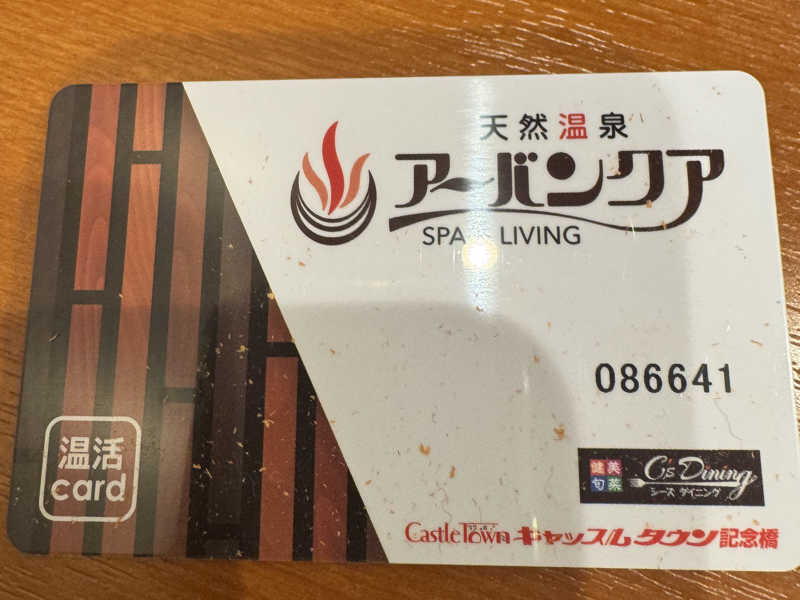 天然温泉
アーバンクア
SPA & LIVING
086641
温活
card
健美
旬菜
C's Dining
シーズ ダイニング
CastleTown キャッスルタウン 記念橋